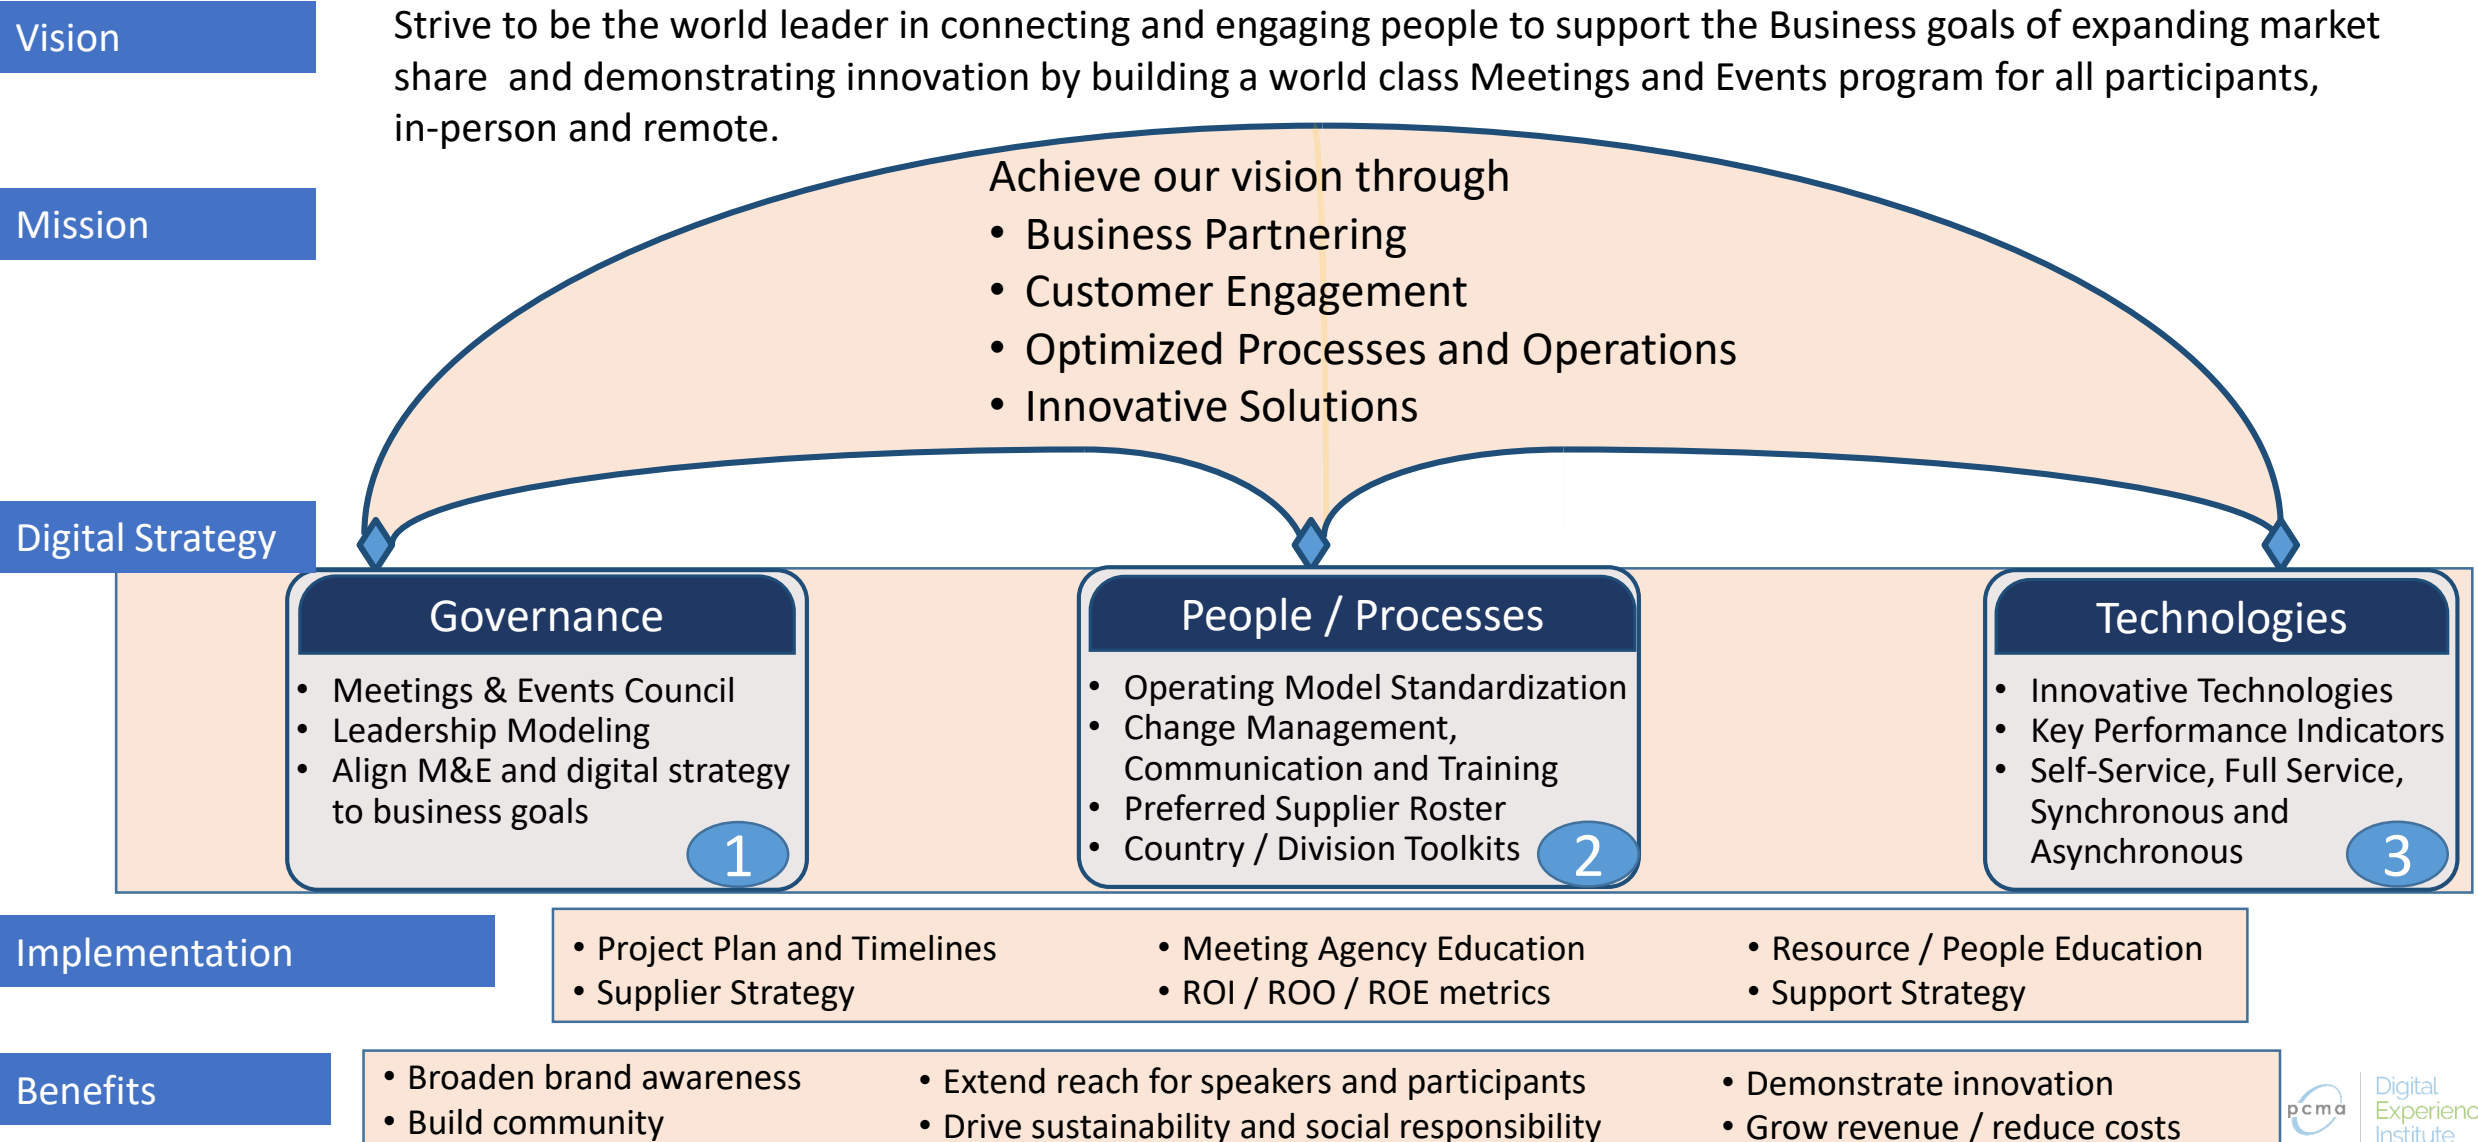 Vision
Strive to be the world leader in connecting and engaging people to support the Business goals of expanding market
share and demonstrating innovation by building a world class Meetings and Events program for all participants,
in-person and remote.
Mission
Achieve our vision through
• Business Partnering
• Customer Engagement
• Optimized Processes and Operations
• Innovative Solutions
Digital Strategy
Governance
• Meetings & Events Council
• Leadership Modeling
• Align M&E and digital strategy
to business goals
1
People / Processes
• Operating Model Standardization
• Change Management,
Communication and Training
• Preferred Supplier Roster
• Country / Division Toolkits
2
Technologies
• Innovative Technologies
• Key Performance Indicators
• Self-Service, Full Service,
Synchronous and
Asynchronous
3
Implementation
• Project Plan and Timelines
• Supplier Strategy
• Meeting Agency Education
• ROI / ROO / ROE metrics
• Resource / People Education
• Support Strategy
Benefits
• Broaden brand awareness
• Build community
• Extend reach for speakers and participants
• Drive sustainability and social responsibility
• Demonstrate innovation
• Grow revenue / reduce costs
pcma
Digital
Experienc
Institute